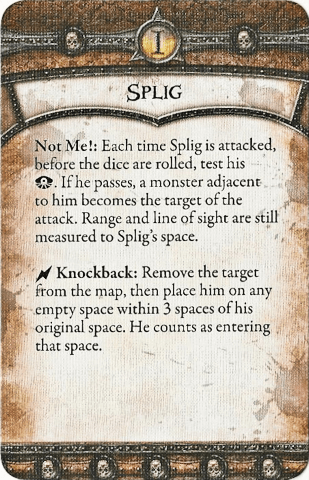 I
SPLIG
Not Me!: Each time Splig is attacked,
before the dice are rolled, test his
. If he passes, a monster adjacent
to him becomes the target of the
attack. Range and line of sight are still
measured to Splig's space.
Knockback: Remove the target
from the map, then place him on any
empty space within 3 spaces of his
original space. He counts as entering
that space.